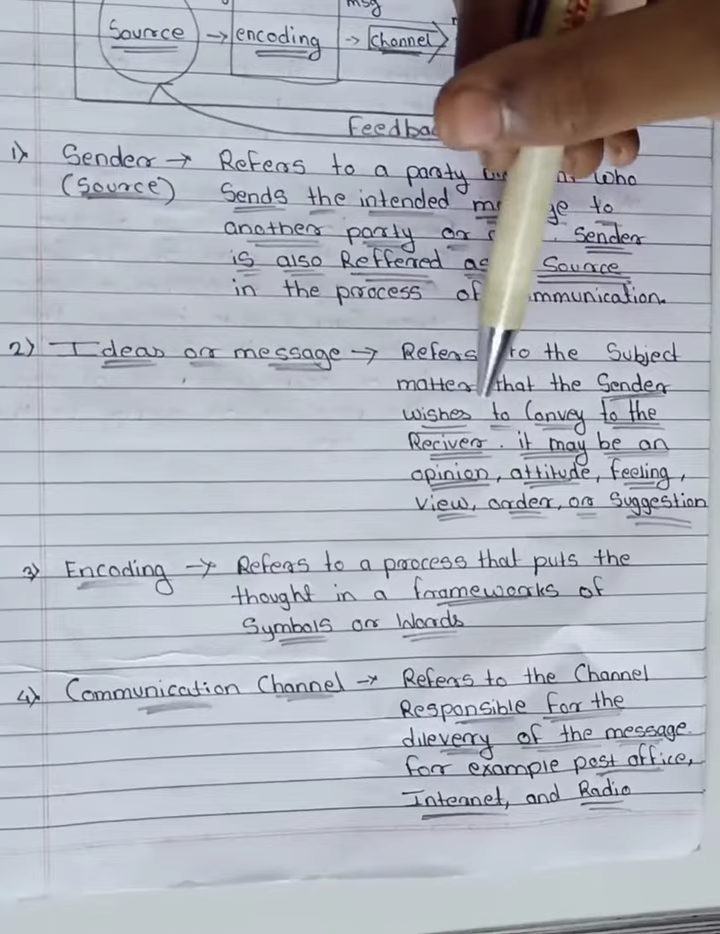 msg
Source → encoding → Channel
Feedba
1) Sender → Refers to a party who
(Source) Sends the intended to
another party or Sender
is also Reffered as Source
in the process of mmunication.
2) Idear or message → Refers to the Subject
matter that the Sender
wishes to Convey to the
Reciver. it may be an
opinion, attitude, feeling,
View, order, or Suggestion
3) Encoding → Refers to a process that puts the
thought in a frameworks of
Symbols or Words
4) Communication Channel → Refers to the Channel
Responsible for the
dilevery of the message.
for example post office,
Internet, and Radio